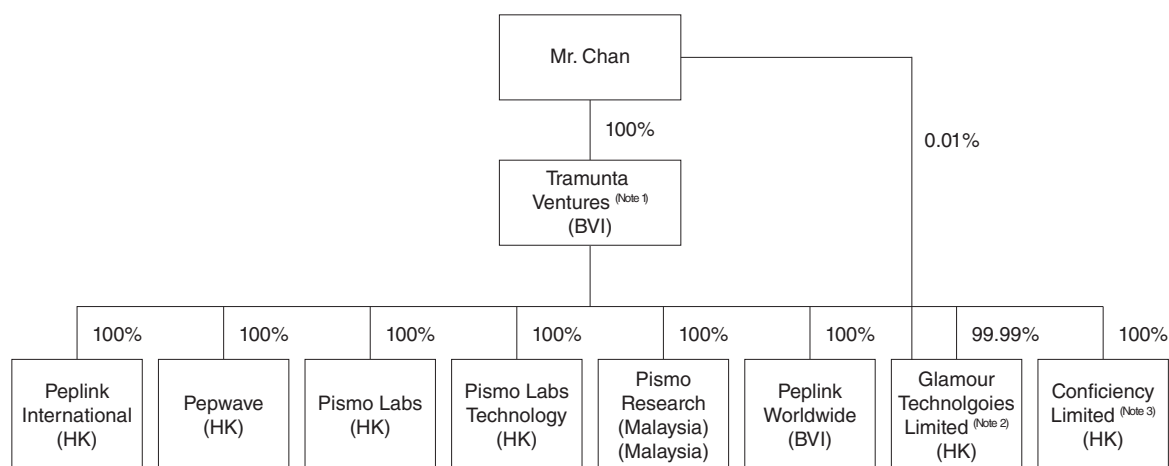 Mr. Chan
100%
0.01%
Tramunta
Ventures (Note 1)
(BVI)
100%
100%
100%
100%
100%
100%
99.99%
100%
Peplink
International
(HK)
Pepwave
(HK)
Pismo Labs
(HK)
Pismo Labs
Technology
(HK)
Pismo
Research
(Malaysia)
(Malaysia)
Peplink
Worldwide
(BVI)
Glamour
Technolgoies
Limited (Note 2)
(HK)
Conficiency
Limited (Note 3)
(HK)